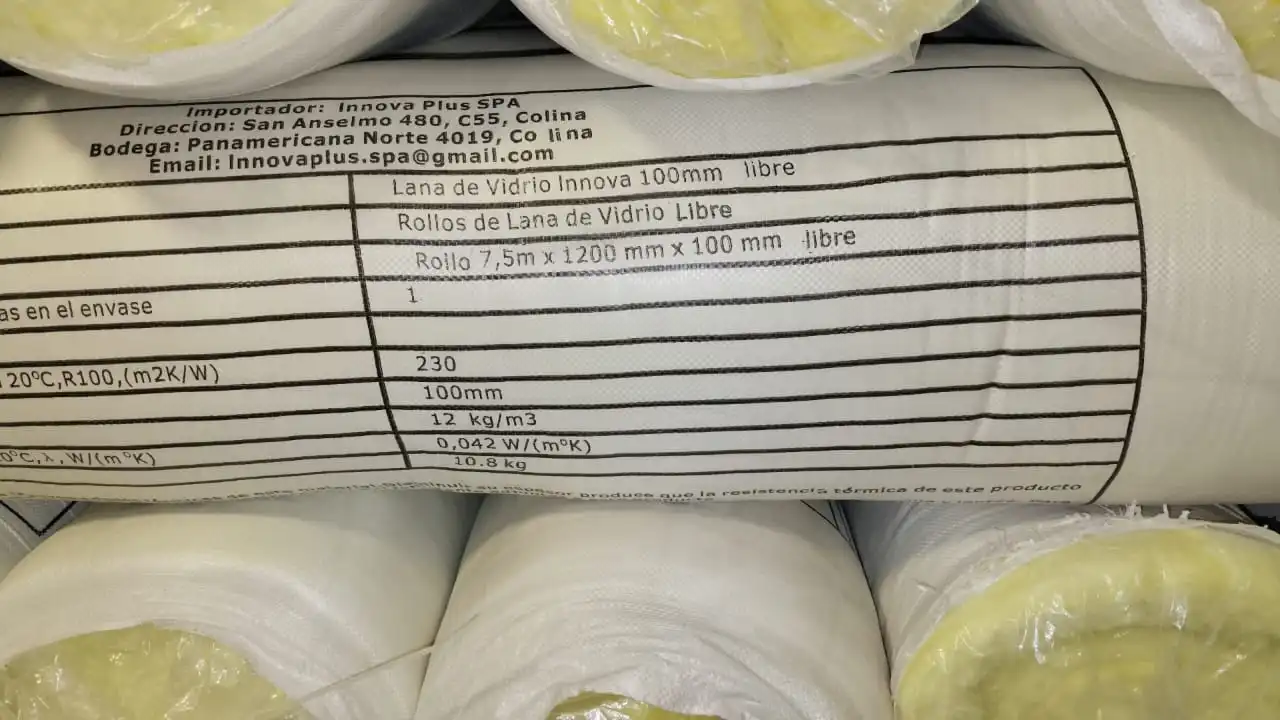 Importador: Innova Plus SPA
Direccion: San Anselmo 480, C55, Colina
Bodega: Panamericana Norte 4019, Co lina
Email: Innovaplus.spa@gmail.com
Lana de Vidrio Innova 100mm libre
Rollos de Lana de Vidrio Libre
Rollo 7,5m x 1200 mm x 100 mm libre
as en el envase 1
20ºC,R100,(m2K/W) 230
100mm
12 kg/m3
0ºC,λ,W/(mºK) 0,042 W/(mºK)
10.8 kg
su espesor produce que la resistencia térmica de este producto